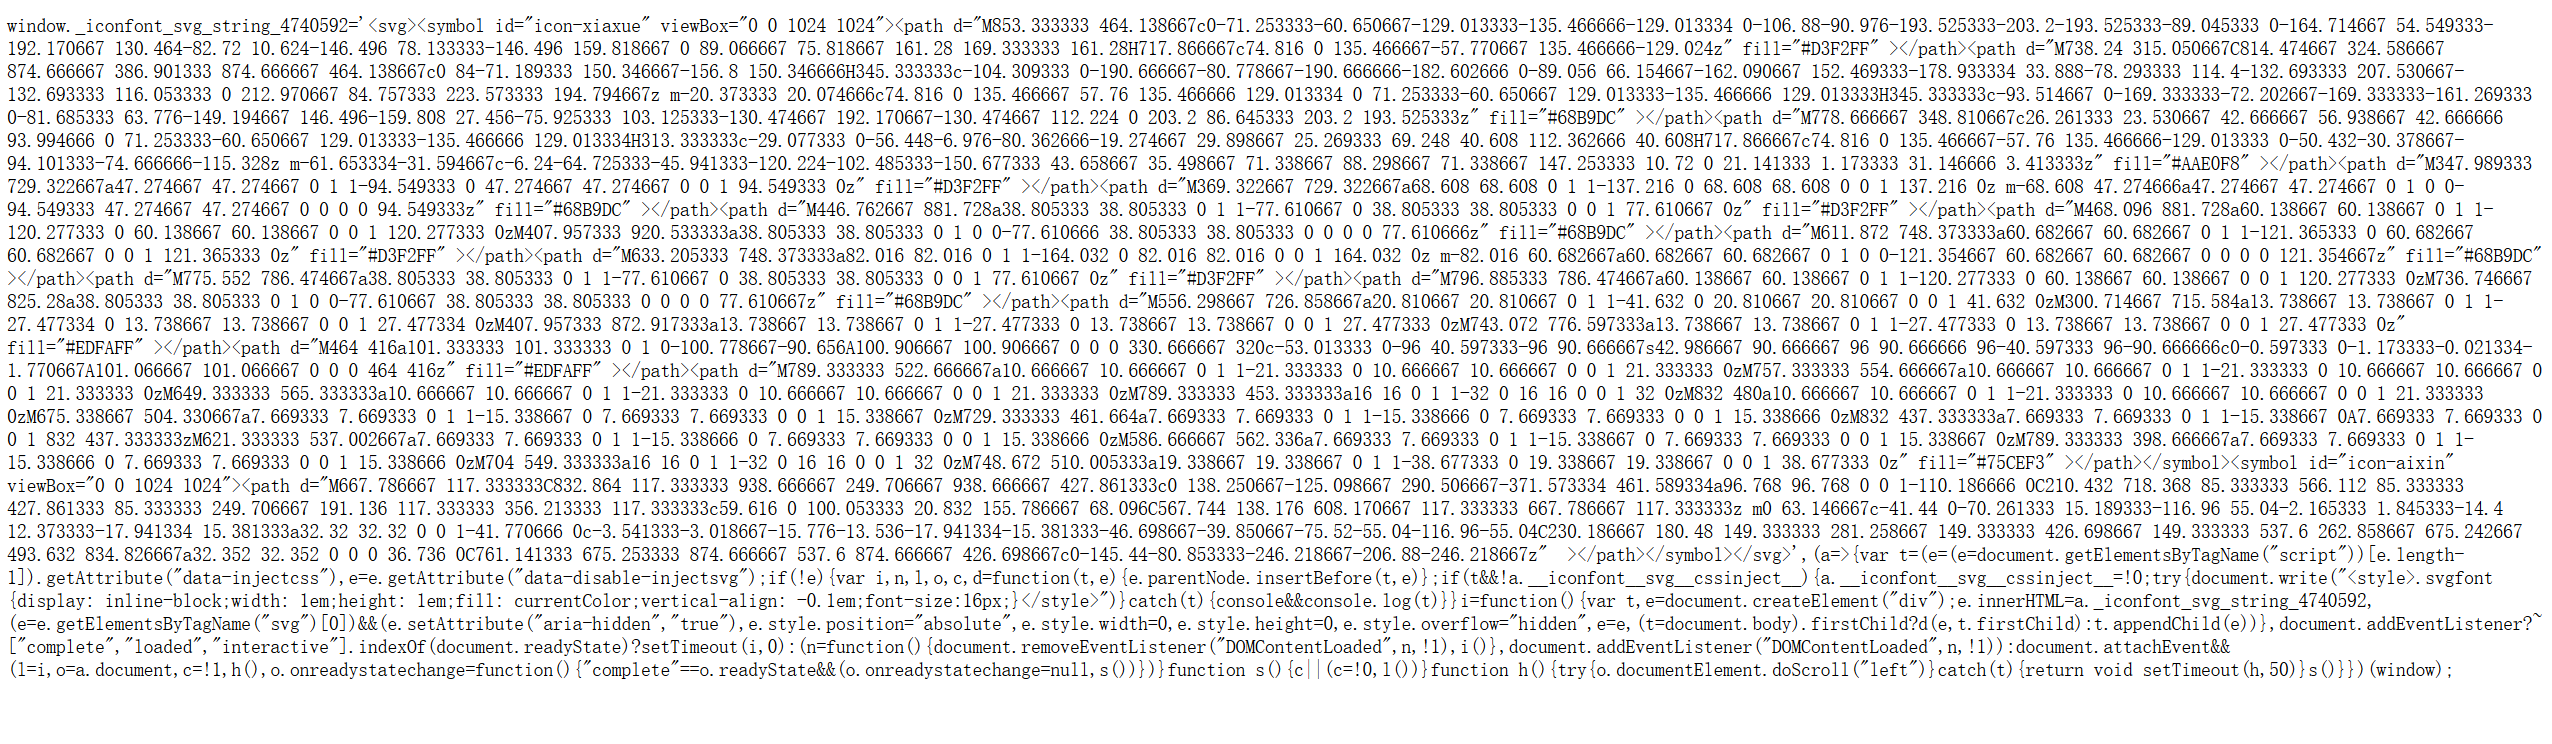 window._iconfont_svg_string_4740592='<svg><symbol id="icon-xiaxue" viewBox="0 0 1024 1024"><path d="M853.333333 464.138667c0-71.253333-60.650667-129.013333-135.466666-129.013334 0-106.88-90.976-193.525333-203.2-193.525333-89.045333 0-164.714667 54.549333-
192.170667 130.464-82.72 10.624-146.496 78.133333-146.496 159.818667 0 89.066667 75.818667 161.28 169.333333 161.28H717.866667c74.816 0 135.466667-57.770667 135.466666-129.024z" fill="#D3F2FF" ></path><path d="M738.24 315.050667C814.474667 324.586667
874.666667 386.901333 874.666667 464.138667c0 84-71.189333 150.346667-156.8 150.346666H345.333333c-104.309333 0-190.666667-80.778667-190.666666-182.602666 0-89.056 66.154667-162.090667 152.469333-178.933334 33.888-78.293333 114.4-132.693333 207.530667-
132.693333 116.053333 0 212.970667 84.757333 223.573333 194.794667z m-20.373333 20.074666c74.816 0 135.466667 57.76 135.466666 129.013334 0 71.253333-60.650667 129.013333-135.466666 129.013333H345.333333c-93.514667 0-169.333333-72.202667-169.333333-161.269333
0-81.685333 63.776-149.194667 146.496-159.808 27.456-75.925333 103.125333-130.474667 192.170667-130.474667 112.224 0 203.2 86.645333 203.2 193.525333z" fill="#68B9DC" ></path><path d="M778.666667 348.810667c26.261333 23.530667 42.666667 56.938667 42.666666
93.994666 0 71.253333-60.650667 129.013333-135.466666 129.013334H313.333333c-29.077333 0-56.448-6.976-80.362666-19.274667 29.898667 25.269333 69.248 40.608 112.362666 40.608H717.866667c74.816 0 135.466667-57.76 135.466666-129.013333 0-50.432-30.378667-
94.101333-74.666666-115.328z m-61.653334-31.594667c-6.24-64.725333-45.941333-120.224-102.485333-150.677333 43.658667 35.498667 71.338667 88.298667 71.338667 147.253333 10.72 0 21.141333 1.173333 31.146666 3.413333z" fill="#AAE0F8" ></path><path d="M347.989333
729.322667a47.274667 47.274667 0 1 1-94.549333 0 47.274667 47.274667 0 0 1 94.549333 0z" fill="#D3F2FF" ></path><path d="M369.322667 729.322667a68.608 68.608 0 1 1-137.216 0 68.608 68.608 0 0 1 137.216 0z m-68.608 47.274666a47.274667 47.274667 0 1 0 0-
94.549333 47.274667 47.274667 0 0 0 0 94.549333z" fill="#68B9DC" ></path><path d="M446.762667 881.728a38.805333 38.805333 0 1 1-77.610667 0 38.805333 38.805333 0 0 1 77.610667 0z" fill="#D3F2FF" ></path><path d="M468.096 881.728a60.138667 60.138667 0 1 1-
120.277333 0 60.138667 60.138667 0 0 1 120.277333 0zM407.957333 920.533333a38.805333 38.805333 0 1 0 0-77.610666 38.805333 38.805333 0 0 0 0 77.610666z" fill="#68B9DC" ></path><path d="M611.872 748.373333a60.682667 60.682667 0 1 1-121.365333 0 60.682667
60.682667 0 0 1 121.365333 0z" fill="#D3F2FF" ></path><path d="M633.205333 748.373333a82.016 82.016 0 1 1-164.032 0 82.016 82.016 0 0 1 164.032 0z m-82.016 60.682667a60.682667 60.682667 0 1 0 0-121.354667 60.682667 60.682667 0 0 0 0 121.354667z" fill="#68B9DC"
></path><path d="M775.552 786.474667a38.805333 38.805333 0 1 1-77.610667 0 38.805333 38.805333 0 0 1 77.610667 0z" fill="#D3F2FF" ></path><path d="M796.885333 786.474667a60.138667 60.138667 0 1 1-120.277333 0 60.138667 60.138667 0 0 1 120.277333 0zM736.746667
825.28a38.805333 38.805333 0 1 0 0-77.610667 38.805333 38.805333 0 0 0 0 77.610667z" fill="#68B9DC" ></path><path d="M556.298667 726.858667a20.810667 20.810667 0 1 1-41.632 0 20.810667 20.810667 0 0 1 41.632 0zM300.714667 715.584a13.738667 13.738667 0 1 1-
27.477334 0 13.738667 13.738667 0 0 1 27.477334 0zM407.957333 872.917333a13.738667 13.738667 0 1 1-27.477333 0 13.738667 13.738667 0 0 1 27.477333 0zM743.072 776.597333a13.738667 13.738667 0 1 1-27.477333 0 13.738667 13.738667 0 0 1 27.477333 0z"
fill="#EDFAFF" ></path><path d="M464 416a101.333333 101.333333 0 1 0-100.778667-90.656A100.906667 100.906667 0 0 0 330.666667 320c-53.013333 0-96 40.597333-96 90.666667s42.986667 90.666667 96 90.666666 96-40.597333 96-90.666666c0-0.597333 0-1.173333-0.021334-
1.770667A101.066667 101.066667 0 0 0 464 416z" fill="#EDFAFF" ></path><path d="M789.333333 522.666667a10.666667 10.666667 0 1 1-21.333333 0 10.666667 10.666667 0 0 1 21.333333 0zM757.333333 554.666667a10.666667 10.666667 0 1 1-21.333333 0 10.666667 10.666667 0
0 1 21.333333 0zM649.333333 565.333333a10.666667 10.666667 0 1 1-21.333333 0 10.666667 10.666667 0 0 1 21.333333 0zM789.333333 453.333333a16 16 0 1 1-32 0 16 16 0 0 1 32 0zM832 480a10.666667 10.666667 0 1 1-21.333333 0 10.666667 10.666667 0 0 1 21.333333
0zM675.338667 504.330667a7.669333 7.669333 0 1 1-15.338667 0 7.669333 7.669333 0 0 1 15.338667 0zM729.333333 461.664a7.669333 7.669333 0 1 1-15.338666 0 7.669333 7.669333 0 0 1 15.338666 0zM832 437.333333a7.669333 7.669333 0 1 1-15.338667 0A7.669333 7.669333 0
0 1 832 437.333333zM621.333333 537.002667a7.669333 7.669333 0 1 1-15.338666 0 7.669333 7.669333 0 0 1 15.338666 0zM586.666667 562.336a7.669333 7.669333 0 1 1-15.338667 0 7.669333 7.669333 0 0 1 15.338667 0zM789.333333 398.666667a7.669333 7.669333 0 1 1-
15.338666 0 7.669333 7.669333 0 0 1 15.338666 0zM704 549.333333a16 16 0 1 1-32 0 16 16 0 0 1 32 0zM748.672 510.005333a19.338667 19.338667 0 1 1-38.677333 0 19.338667 19.338667 0 0 1 38.677333 0z" fill="#75CEF3" ></path></symbol><symbol id="icon-aixin"
viewBox="0 0 1024 1024"><path d="M667.786667 117.333333C832.864 117.333333 938.666667 249.706667 938.666667 427.861333c0 138.250667-125.098667 290.506667-371.573334 461.589334a96.768 96.768 0 0 1-110.186666 0C210.432 718.368 85.333333 566.112 85.333333
427.861333 85.333333 249.706667 191.136 117.333333 356.213333 117.333333c59.616 0 100.053333 20.832 155.786667 68.096C567.744 138.176 608.170667 117.333333 667.786667 117.333333z m0 63.146667c-41.44 0-70.261333 15.189333-116.96 55.04-2.165333 1.845333-14.4
12.373333-17.941334 15.381333a32.32 32.32 0 0 1-41.770666 0c-3.541333-3.018667-15.776-13.536-17.941334-15.381333-46.698667-39.850667-75.52-55.04-116.96-55.04C230.186667 180.48 149.333333 281.258667 149.333333 426.698667 149.333333 537.6 262.858667 675.242667
493.632 834.826667a32.352 32.352 0 0 0 36.736 0C761.141333 675.253333 874.666667 537.6 874.666667 426.698667c0-145.44-80.853333-246.218667-206.88-246.218667z"  ></path></symbol></svg>',(a=>{var t=(e=(e=document.getElementsByTagName("script"))[e.length-
1]).getAttribute("data-injectcss"),e=e.getAttribute("data-disable-injectsvg");if(!e){var i,n,l,o,c,d=function(t,e){e.parentNode.insertBefore(t,e)};if(t&&!a.__iconfont__svg__cssinject__){a.__iconfont__svg__cssinject__=!0;try{document.write("<style>.svgfont
{display: inline-block;width: 1em;height: 1em;fill: currentColor;vertical-align: -0.1em;font-size:16px;}</style>")}catch(t){console&&console.log(t)}}i=function(){var t,e=document.createElement("div");e.innerHTML=a._iconfont_svg_string_4740592,
(e=e.getElementsByTagName("svg")[0])&&(e.setAttribute("aria-hidden","true"),e.style.position="absolute",e.style.width=0,e.style.height=0,e.style.overflow="hidden",e=e,(t=document.body).firstChild?d(e,t.firstChild):t.appendChild(e))},document.addEventListener?~
["complete","loaded","interactive"].indexOf(document.readyState)?setTimeout(i,0):(n=function(){document.removeEventListener("DOMContentLoaded",n,!1),i()},document.addEventListener("DOMContentLoaded",n,!1)):document.attachEvent&&
(l=i,o=a.document,c=!1,h(),o.onreadystatechange=function(){"complete"==o.readyState&&(o.onreadystatechange=null,s())})}function s(){c||(c=!0,l())}function h(){try{o.documentElement.doScroll("left")}catch(t){return void setTimeout(h,50)}s()}})(window);